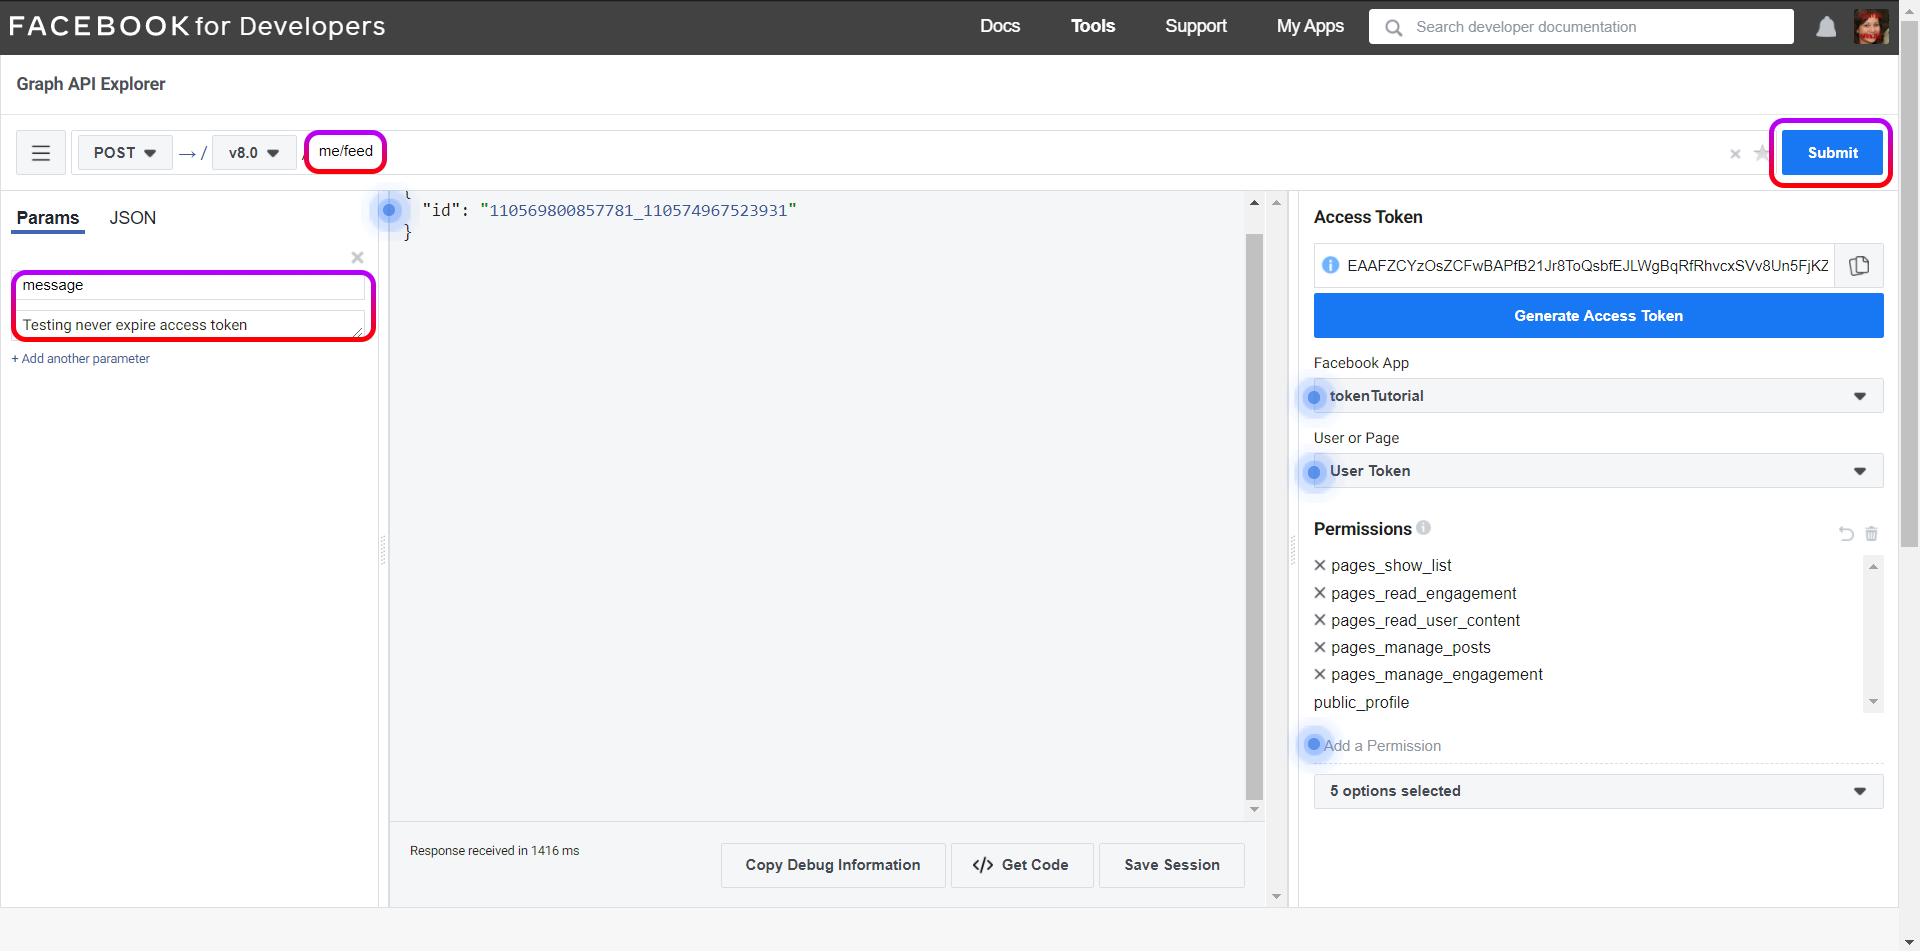 FACEBOOK for Developers
Docs
Tools
Support
My Apps
Search developer documentation
Graph API Explorer
POST
→ /
v8.0
me/feed
Submit
Params
JSON
message
Testing never expire access token
+ Add another parameter
{
"id": "110569800857781_110574967523931"
}
Response received in 1416 ms
Copy Debug Information
</> Get Code
Save Session
Access Token
EAAFZCYzOsZCFwBAPfB21Jr8ToQsbfEJLWgBqRfRhvcxSVv8Un5FjKZ
Generate Access Token
Facebook App
tokenTutorial
User or Page
User Token
Permissions
pages_show_list
pages_read_engagement
pages_read_user_content
pages_manage_posts
pages_manage_engagement
public_profile
Add a Permission
5 options selected